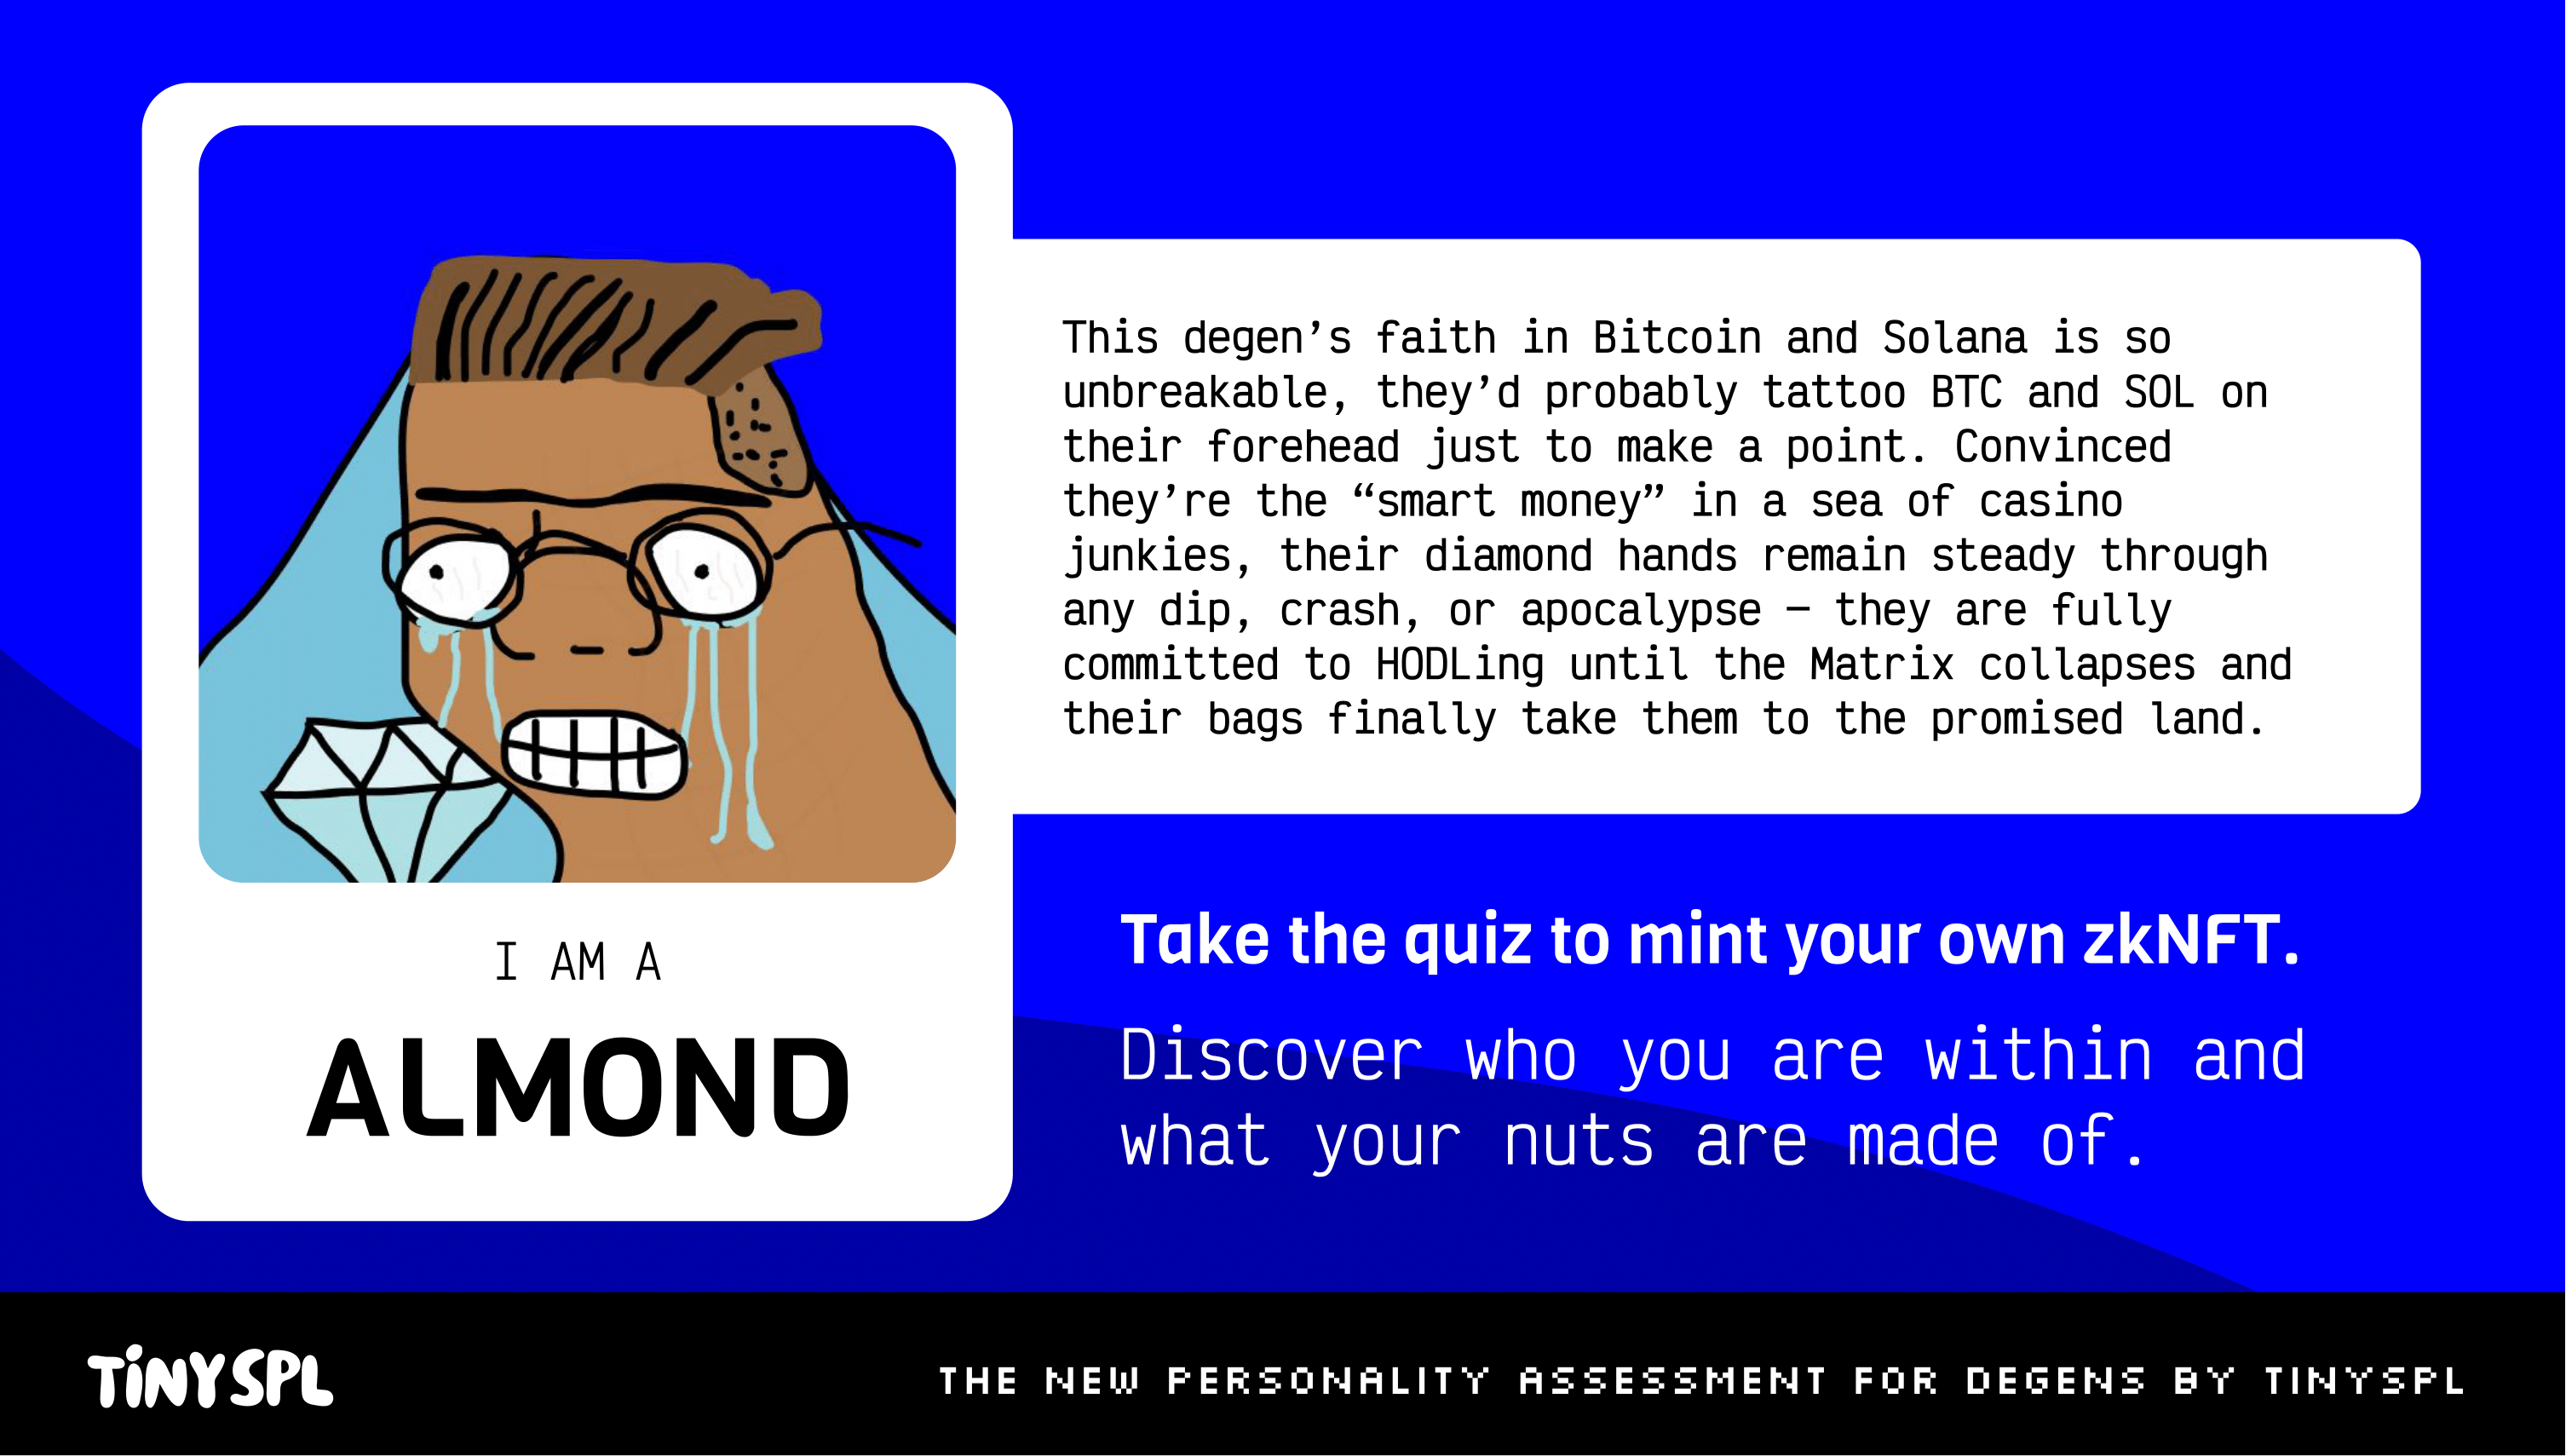 This degen’s faith in Bitcoin and Solana is so
unbreakable, they’d probably tattoo BTC and SOL on
their forehead just to make a point. Convinced
they’re the “smart money” in a sea of casino
junkies, their diamond hands remain steady through
any dip, crash, or apocalypse – they are fully
committed to HODLing until the Matrix collapses and
their bags finally take them to the promised land.
I AM A
ALMOND
Take the quiz to mint your own zkNFT.
Discover who you are within and
what your nuts are made of.
TiNYSPL
THE NEW PERSONALITY ASSESSMENT FOR DEGENS BY TINYSPL